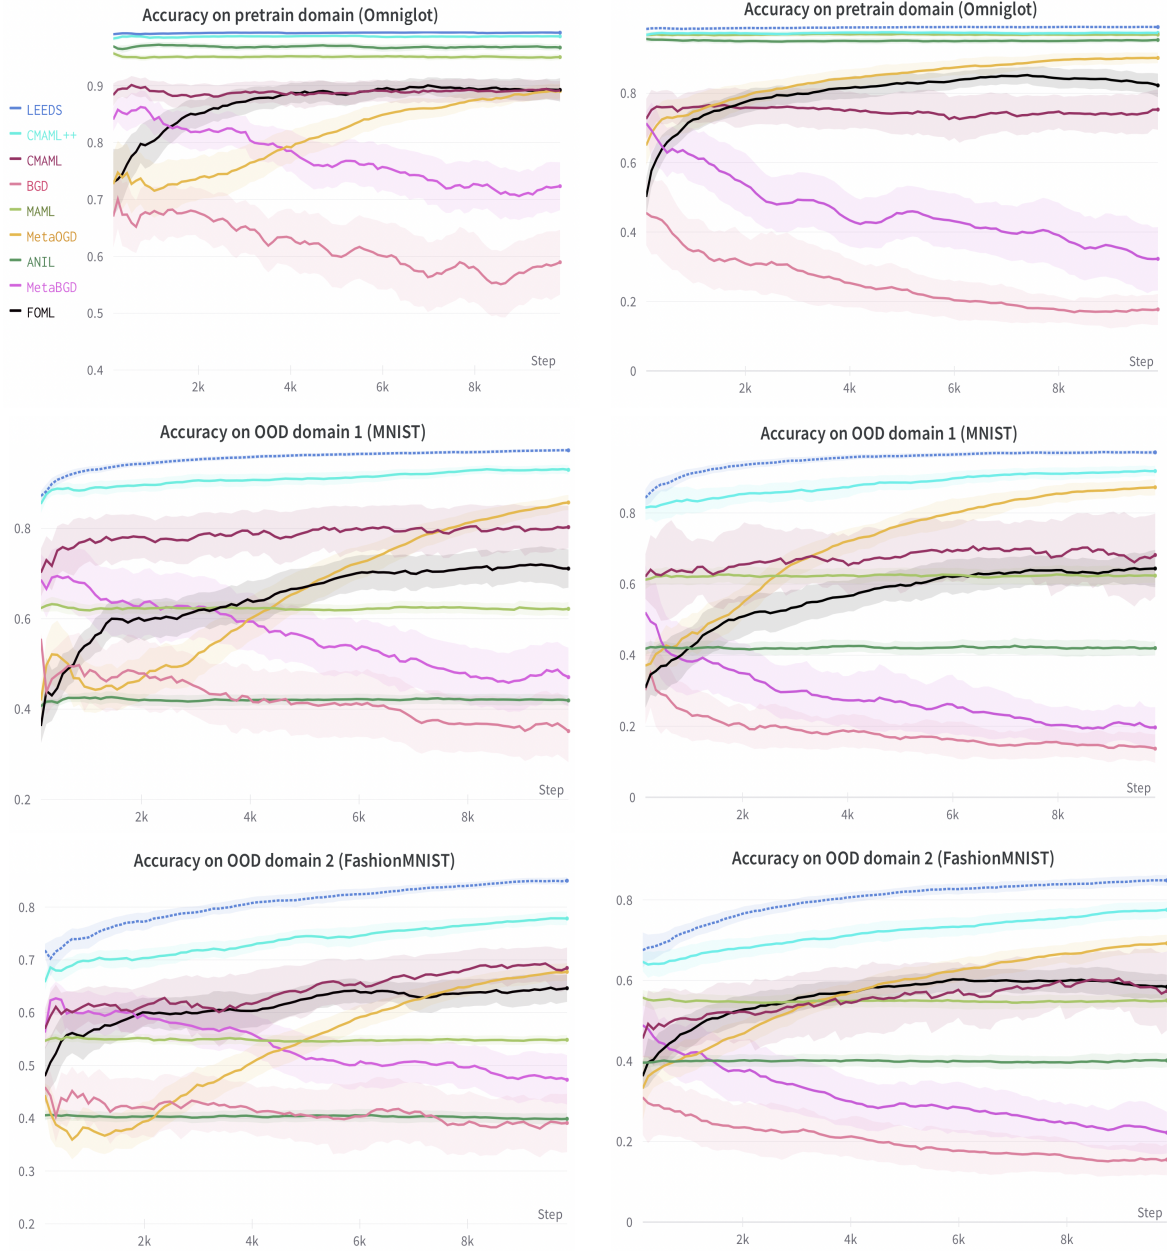 Accuracy on pretrain domain (Omniglot)
0.9
0.8
0.7
0.6
0.5
0.4
LEEDS
CMAML++
CMAML
BGD
MAML
MetaOGD
ANIL
MetaBGD
FOML
Step
2k 4k 6k 8k
Accuracy on pretrain domain (Omniglot)
0.8
0.6
0.4
0.2
0
Step
2k 4k 6k 8k
Accuracy on OOD domain 1 (MNIST)
0.8
0.6
0.4
0.2
Step
2k 4k 6k 8k
Accuracy on OOD domain 1 (MNIST)
0.8
0.6
0.4
0.2
0
Step
2k 4k 6k 8k
Accuracy on OOD domain 2 (FashionMNIST)
0.8
0.7
0.6
0.5
0.4
0.3
0.2
Step
2k 4k 6k 8k
Accuracy on OOD domain 2 (FashionMNIST)
0.8
0.6
0.4
0.2
0
Step
2k 4k 6k 8k